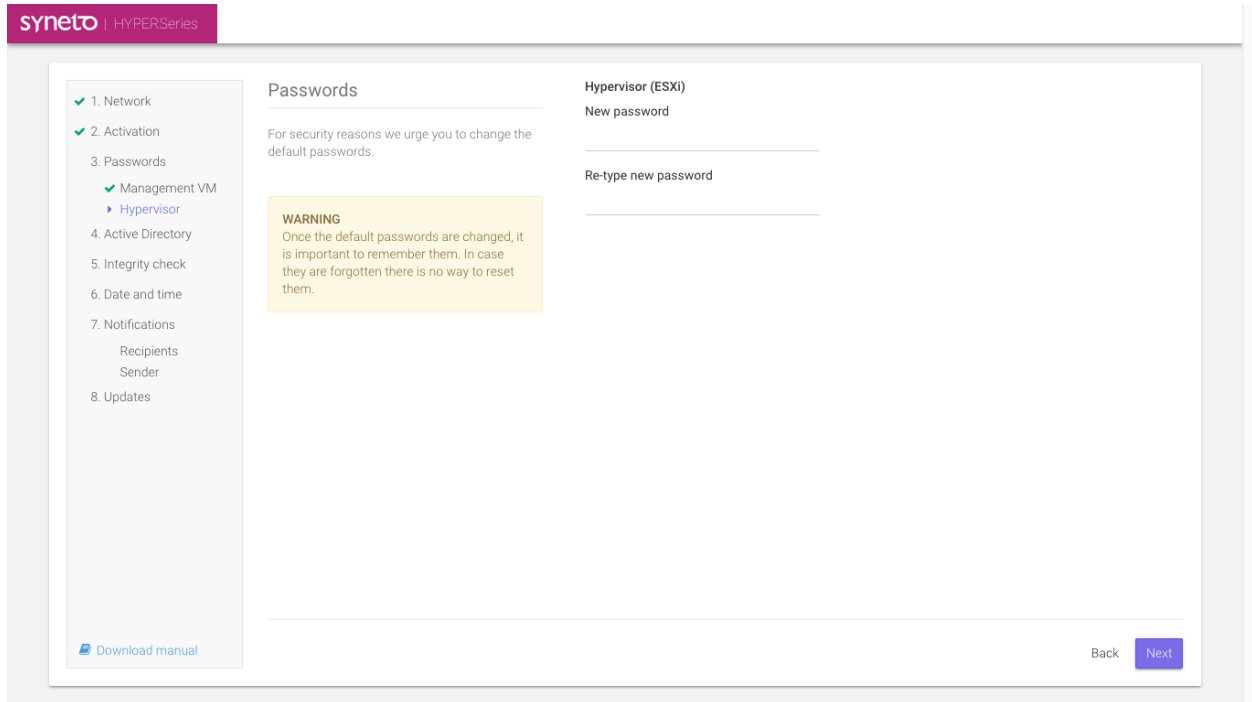 syneto | HYPERSeries
1. Network
2. Activation
3. Passwords
Management VM
Hypervisor
4. Active Directory
5. Integrity check
6. Date and time
7. Notifications
Recipients
Sender
8. Updates
Download manual
Passwords
For security reasons we urge you to change the
default passwords.
WARNING
Once the default passwords are changed, it
is important to remember them. In case
they are forgotten there is no way to reset
them.
Hypervisor (ESXi)
New password
Re-type new password
Back
Next